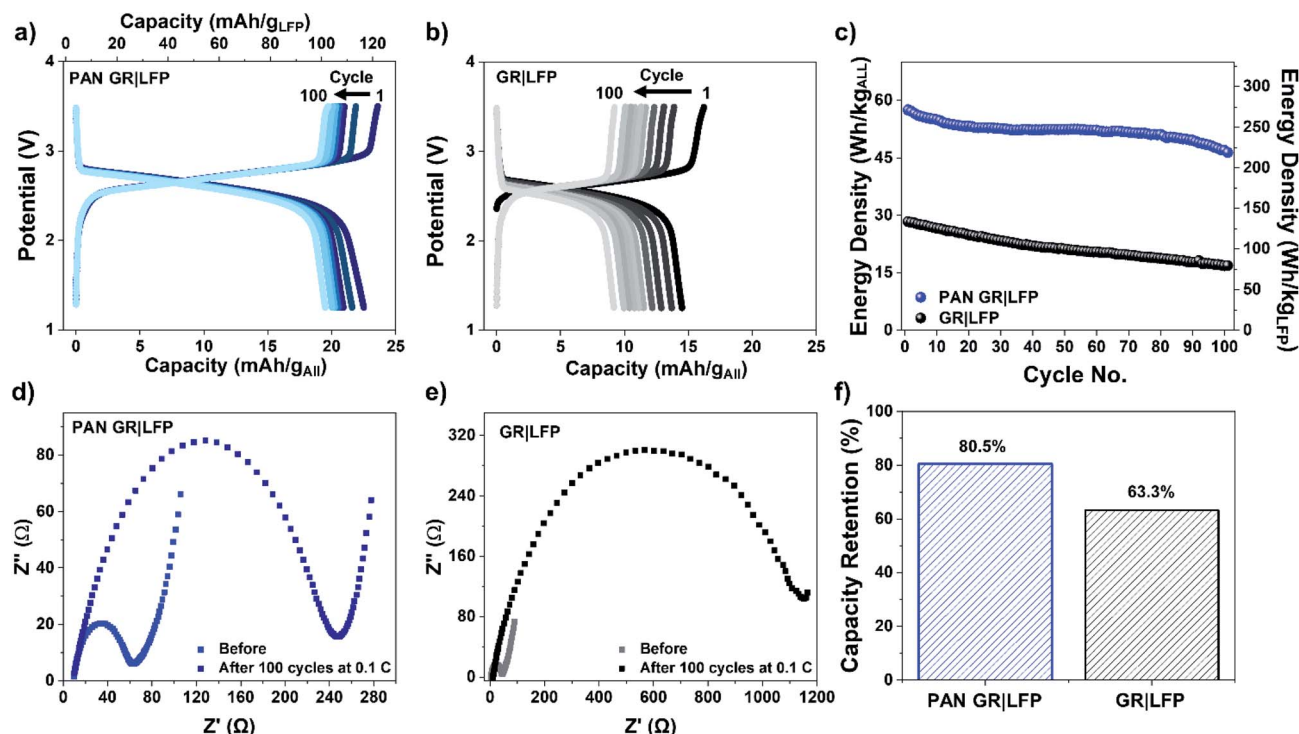 a)
Capacity (mAh/gLFP)
0 20 40 60 80 100 120
PAN GR|LFP
Cycle
100 1
Potential (V)
4
3
2
1
0 5 10 15 20 25
Capacity (mAh/gAll)
b)
GR|LFP
Cycle
100 1
Potential (V)
4
3
2
1
0 5 10 15 20 25
Capacity (mAh/gAll)
c)
Energy Density (Wh/kgALL)
60
45
30
15
0
Energy Density (Wh/kgLFP)
300
250
200
150
100
50
0
PAN GR|LFP
GR|LFP
0 10 20 30 40 50 60 70 80 90 100
Cycle No.
d)
PAN GR|LFP
Z'' (Ω)
80
60
40
20
0
Before
After 100 cycles at 0.1 C
0 40 80 120 160 200 240 280
Z' (Ω)
e)
GR|LFP
Z'' (Ω)
320
240
160
80
0
Before
After 100 cycles at 0.1 C
0 200 400 600 800 1000 1200
Z' (Ω)
f)
Capacity Retention (%)
100
80
60
40
20
0
80.5%
63.3%
PAN GR|LFP GR|LFP